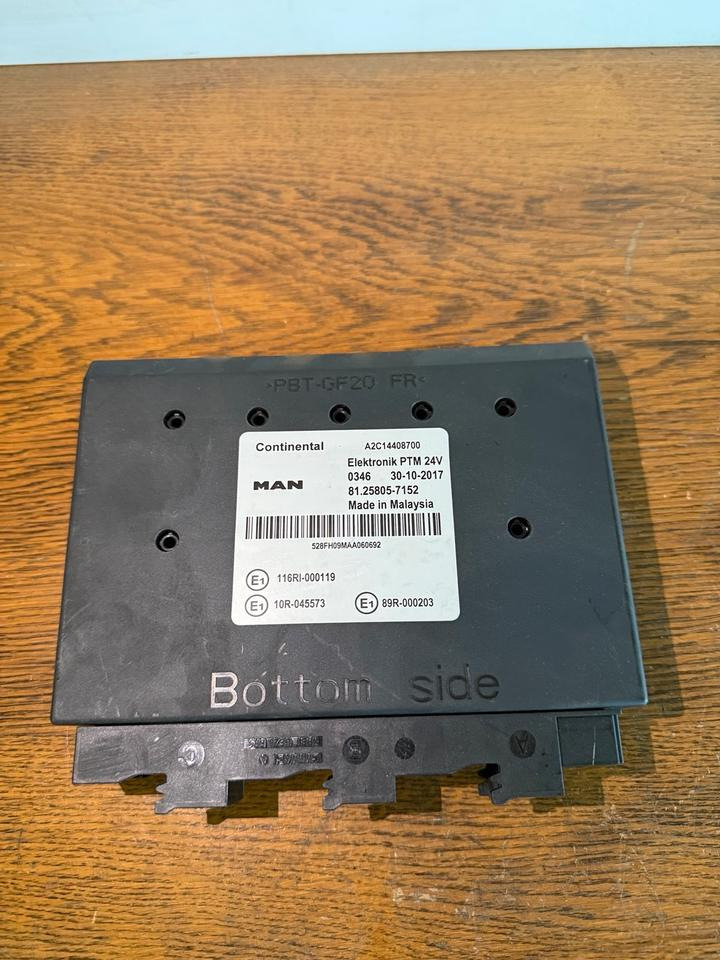 >PBT-GF20 FR<
Continental A2C14408700
Elektronik PTM 24V
0346 30-10-2017
MAN 81.25805-7152
Made in Malaysia
528FH09MAA060692
E1 116RI-000119
E1 10R-045573 E1 89R-000203
Bottom side
C B A